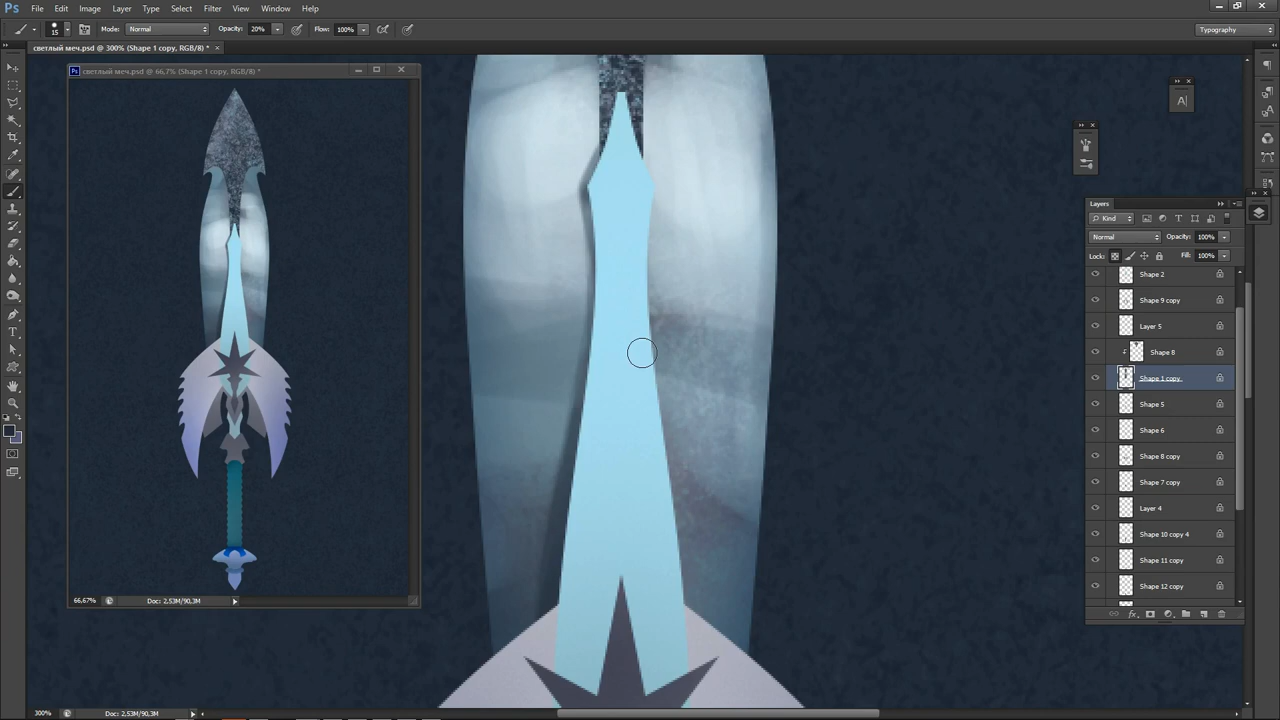 Ps File Edit Image Layer Type Select Filter View Window Help
15 Mode: Normal Opacity: 20% Flow: 100% Typography
светлый меч.psd @ 300% (Shape 1 copy, RGB/8) *
Ps светлый меч.psd @ 66,7% (Shape 1 copy, RGB/8) *
A
Layers
Kind
Normal Opacity: 100%
Lock: Fill: 100%
Shape 2
Shape 9 copy
Layer 5
Shape 8
Shape 1 copy
Shape 5
Shape 6
Shape 8 copy
Shape 7 copy
Layer 4
Shape 10 copy 4
Shape 11 copy
Shape 12 copy
fx
66,67% Doc: 2,53M/90,3M
300% Doc: 2,53M/90,3M